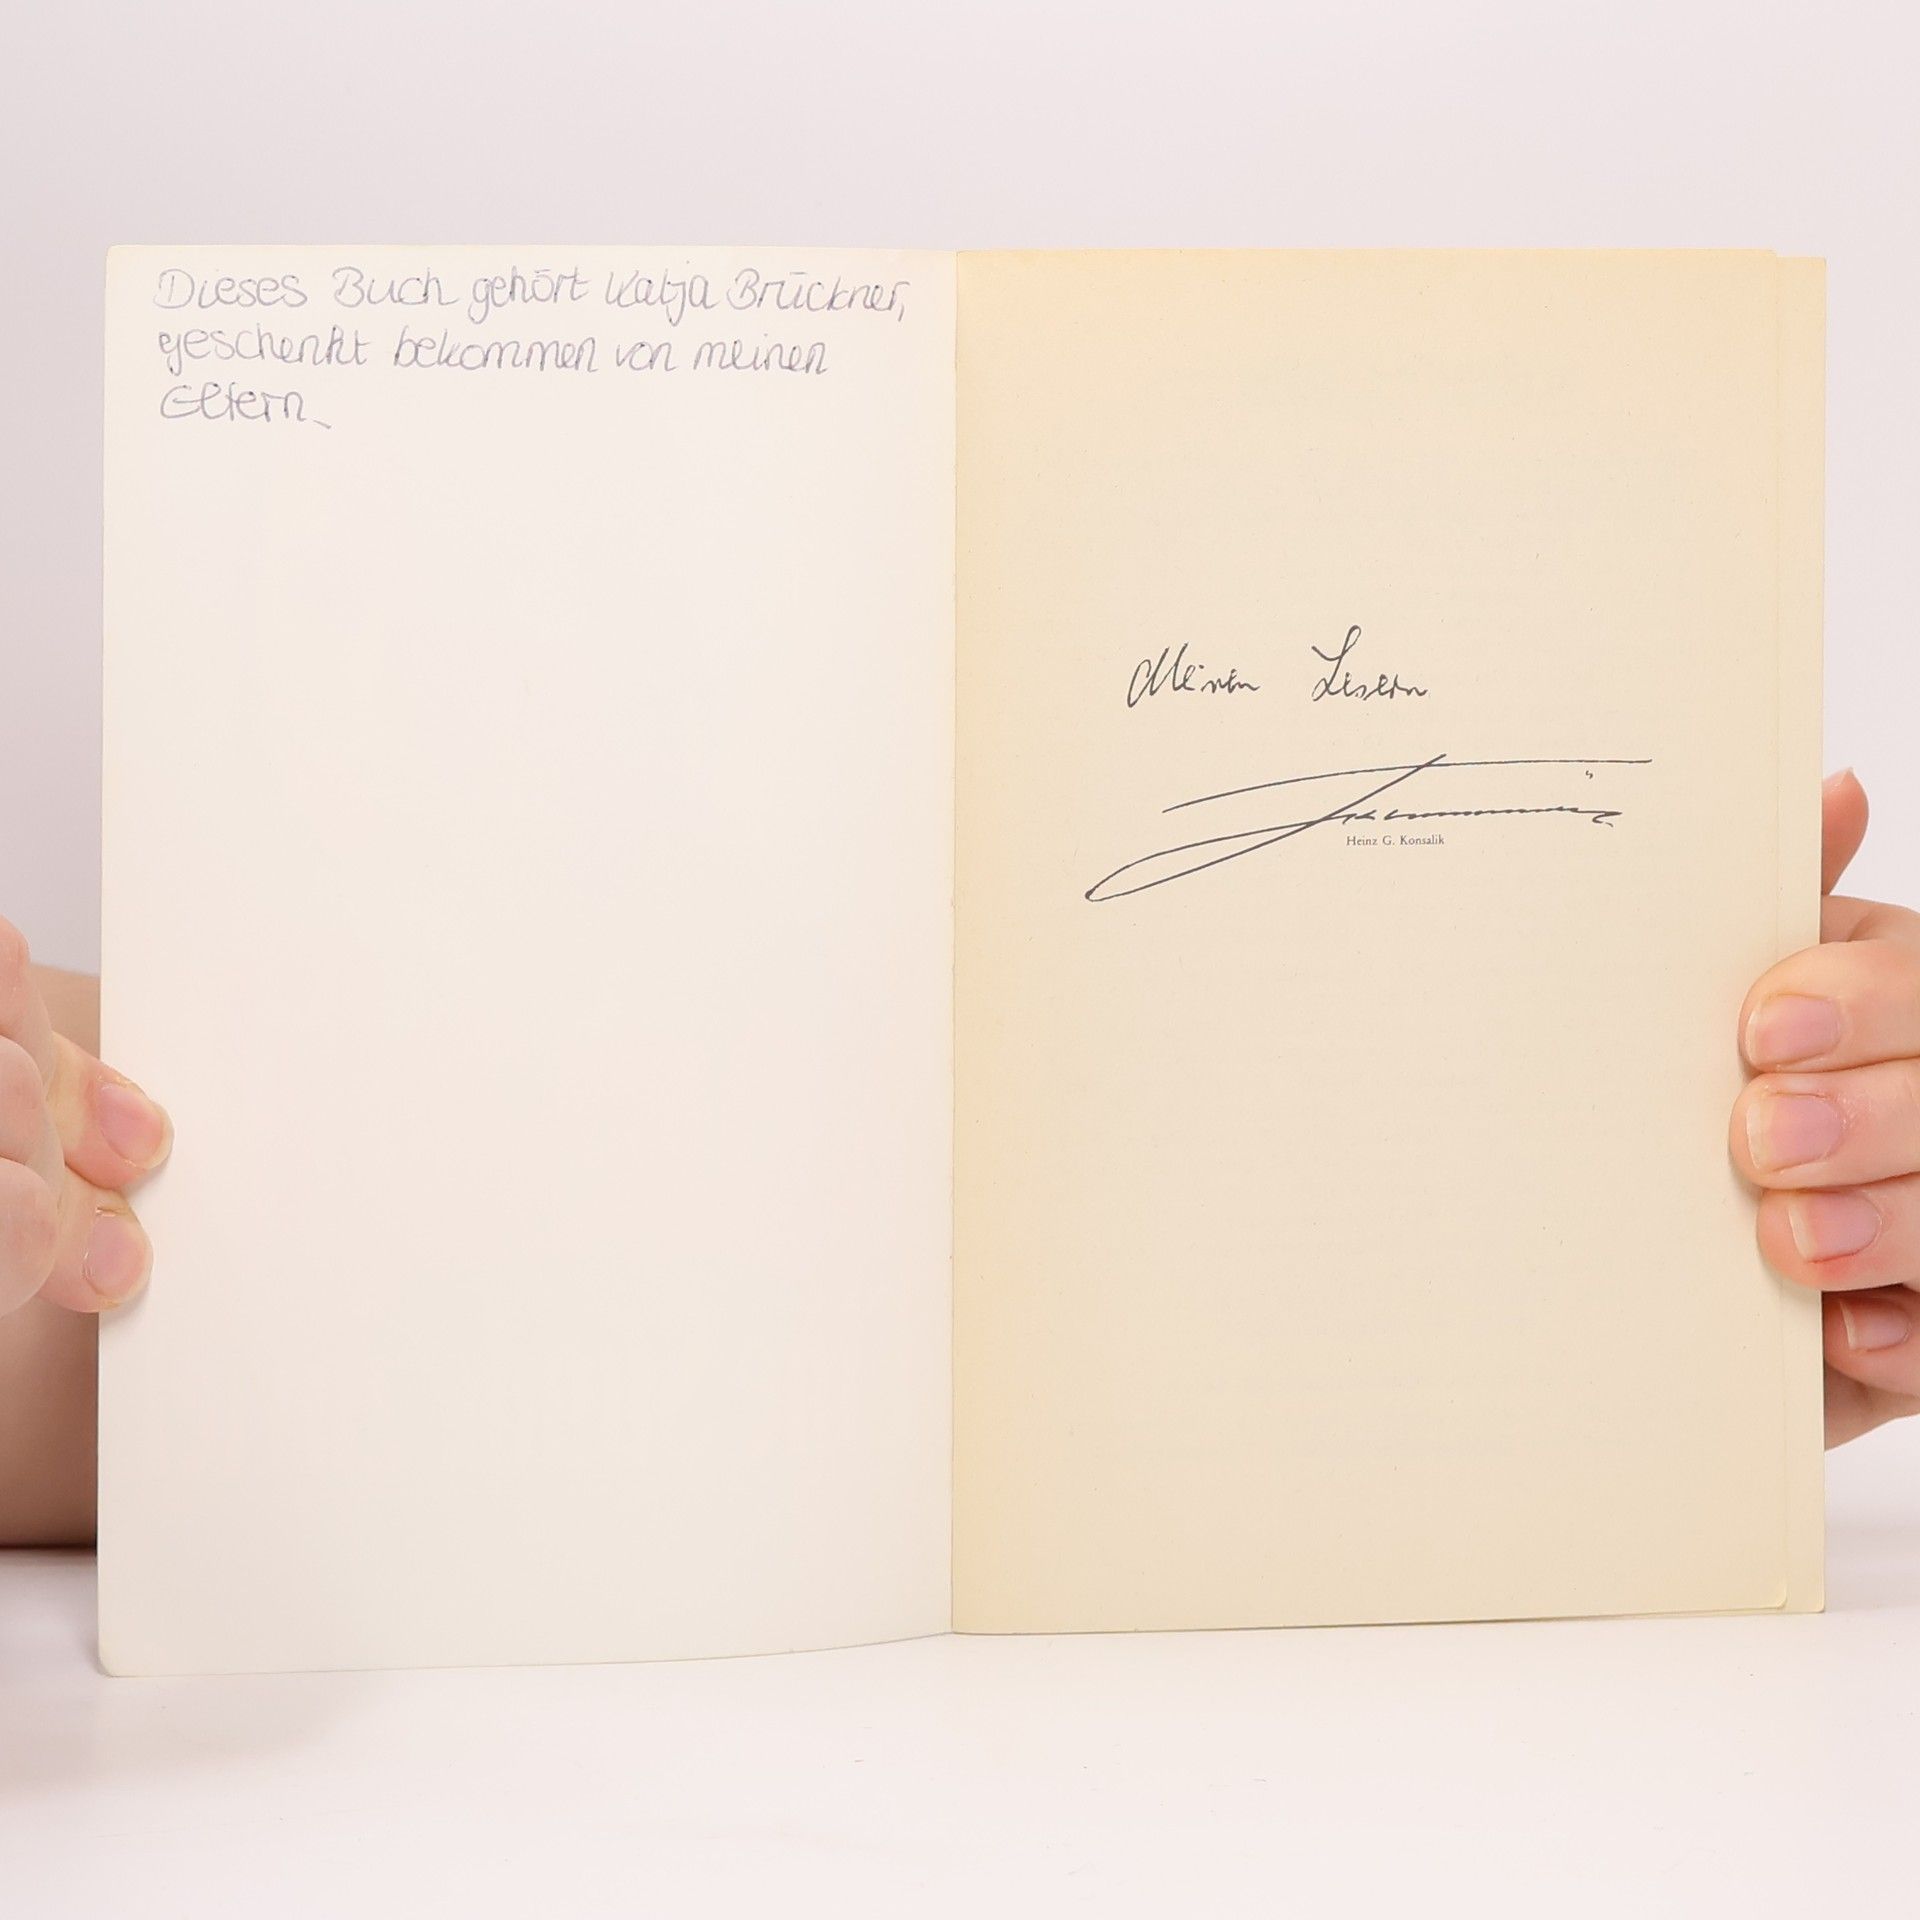 Dieses Buch gehört Katja Brückner,
geschenkt bekommen von meinen
Eltern.
Meinen Lesern
Heinz G. Konsalik